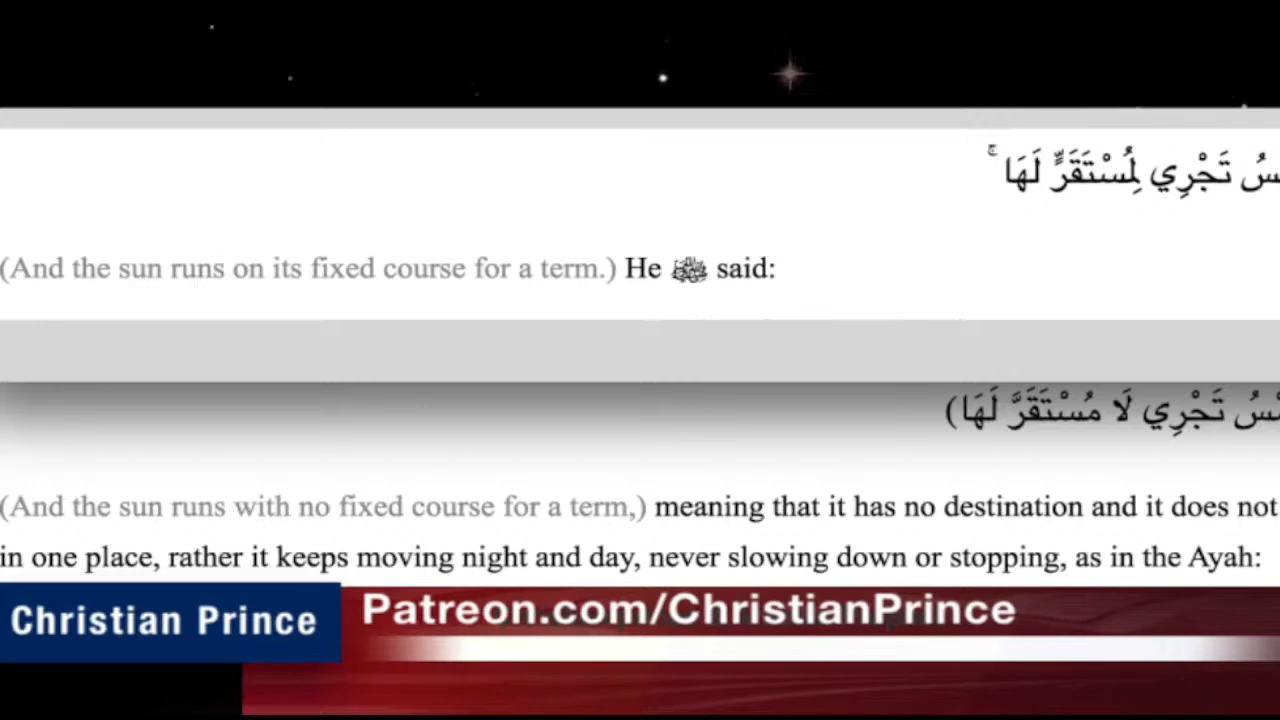 سُ تَجْرِي لِمُسْتَقَرٍّ لَهَا ۚ
(And the sun runs on its fixed course for a term.) He ﷺ said:
سُ تَجْرِي لَا مُسْتَقَرَّ لَهَا)
(And the sun runs with no fixed course for a term,) meaning that it has no destination and it does not
in one place, rather it keeps moving night and day, never slowing down or stopping, as in the Ayah:
Christian Prince
Patreon.com/ChristianPrince